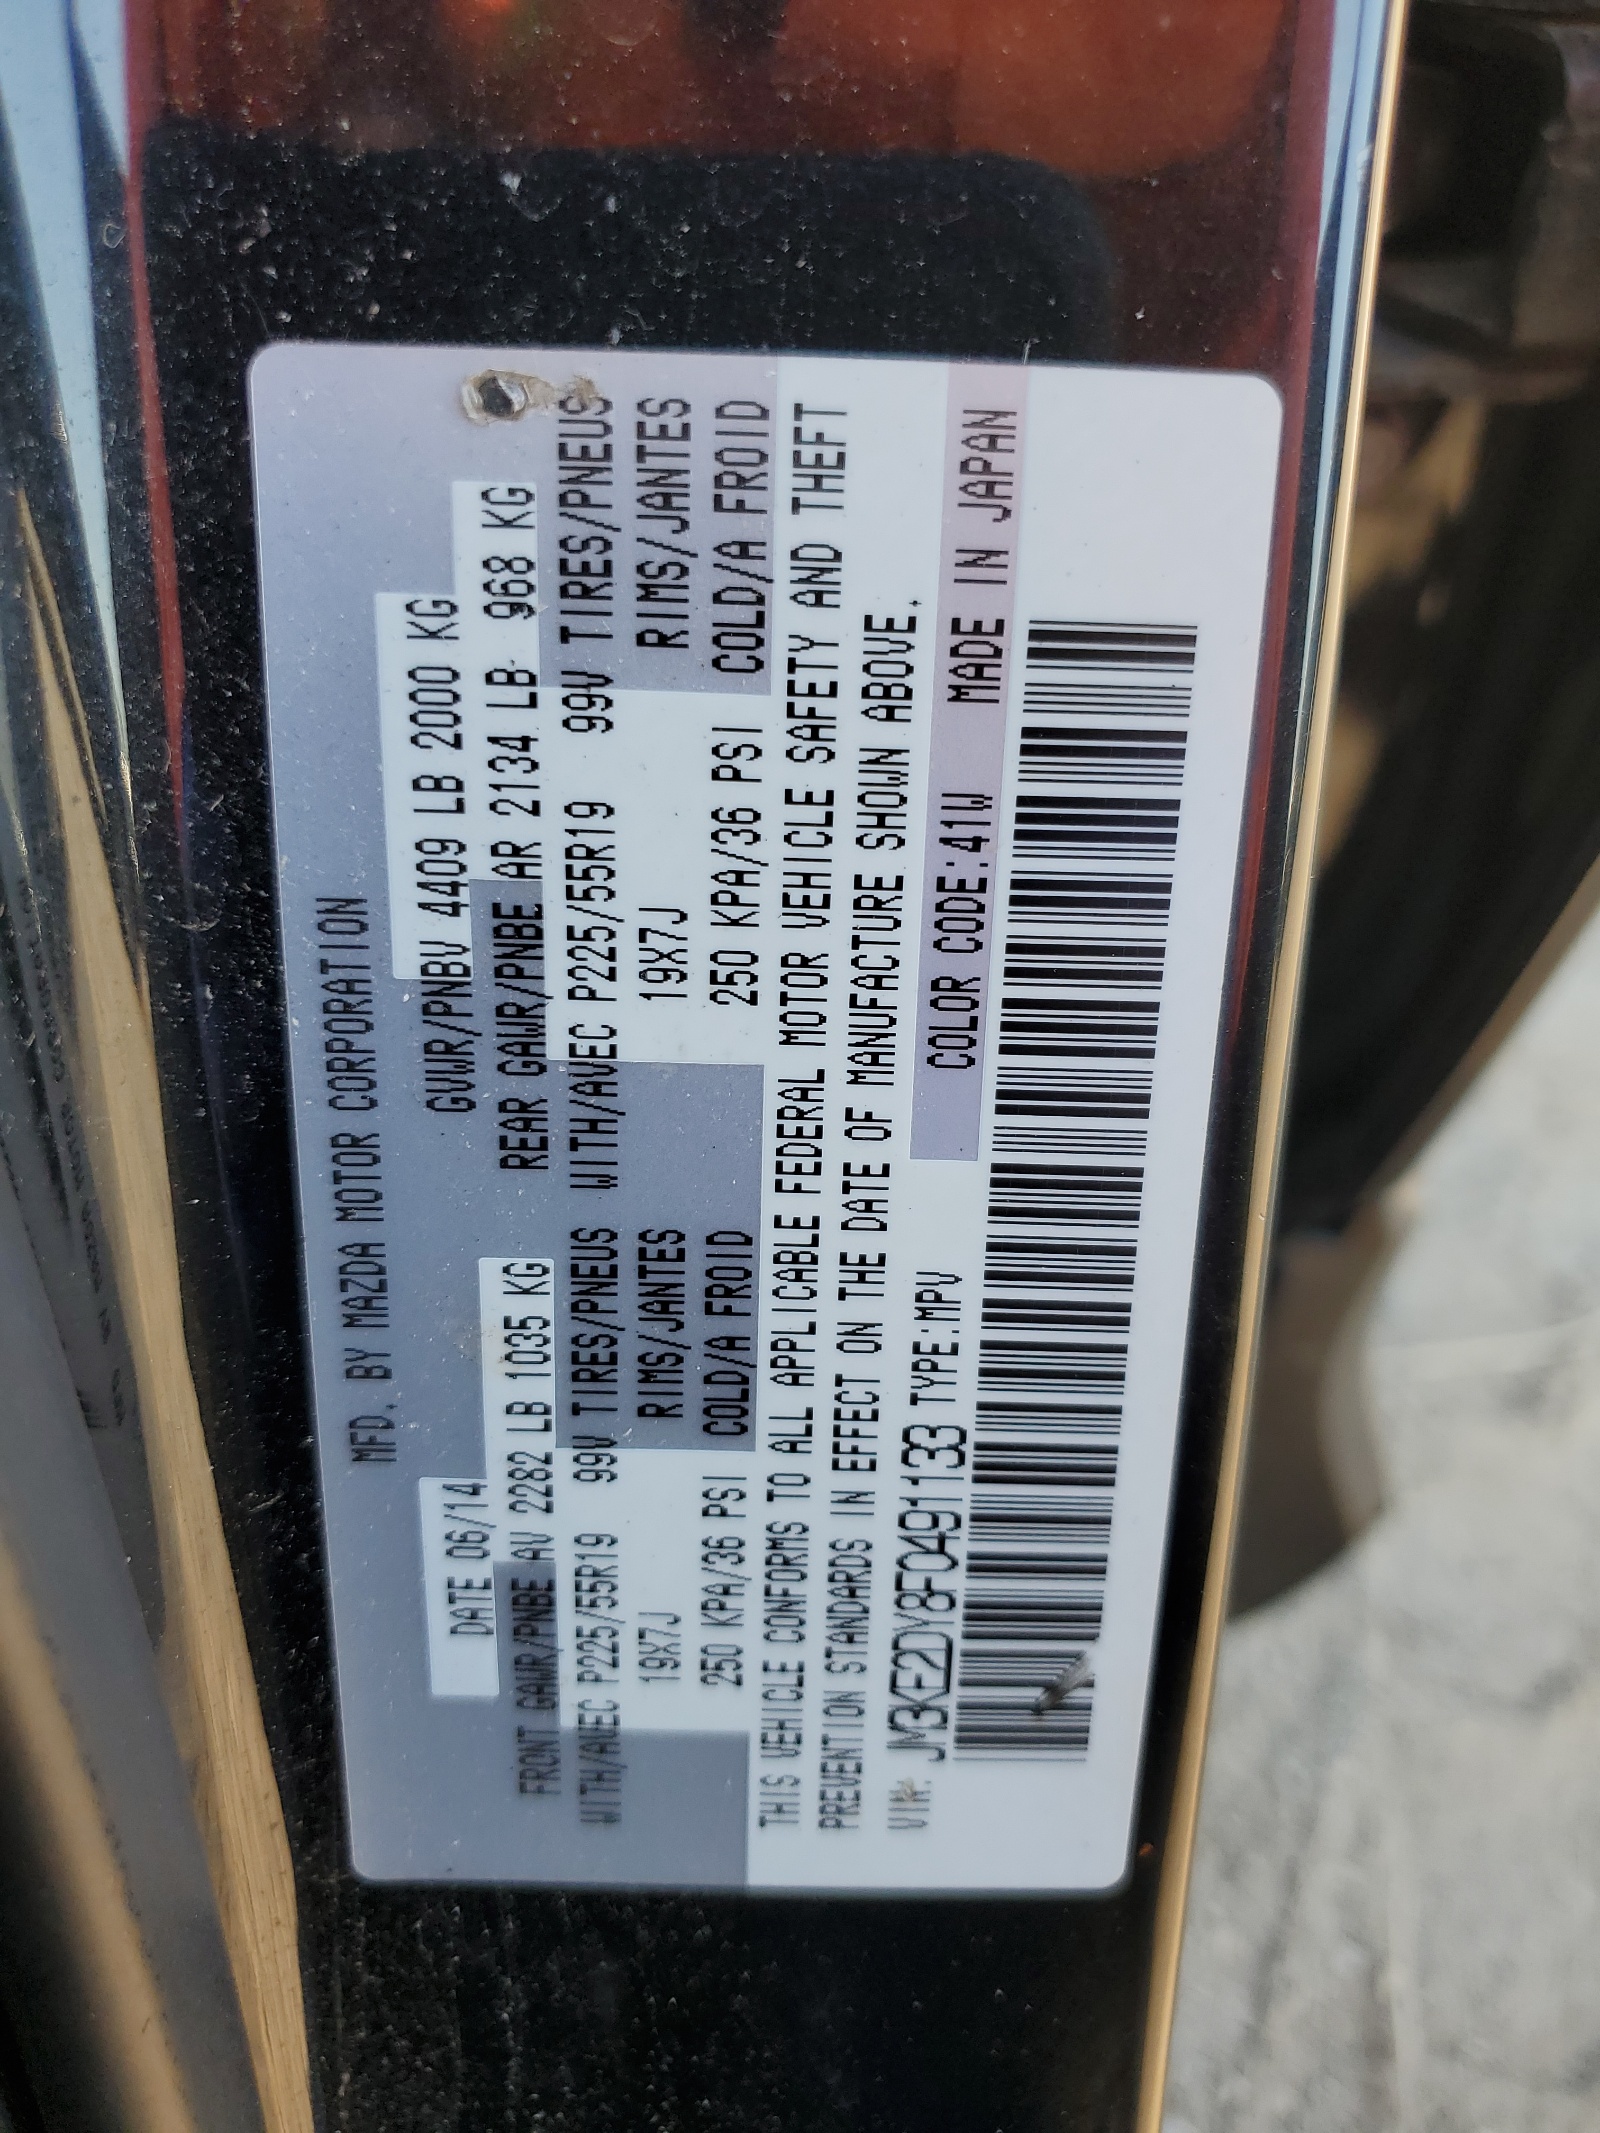 MFD. BY MAZDA MOTOR CORPORATION
DATE 06/14 GVWR/PNBV 4409 LB 2000 KG
FRONT GAWR/PNBE AV 2282 LB 1035 KG REAR GAWR/PNBE AR 2134 LB 968 KG
WITH/AVEC P225/55R19 99V TIRES/PNEUS WITH/AVEC P225/55R19 99V TIRES/PNEUS
19X7J RIMS/JANTES 19X7J RIMS/JANTES
250 KPA/36 PSI COLD/A FROID 250 KPA/36 PSI COLD/A FROID
THIS VEHICLE CONFORMS TO ALL APPLICABLE FEDERAL MOTOR VEHICLE SAFETY AND THEFT
PREVENTION STANDARDS IN EFFECT ON THE DATE OF MANUFACTURE SHOWN ABOVE.
VIN: JM3KE2DY8F0491133 TYPE:MPV COLOR CODE:41W MADE IN JAPAN